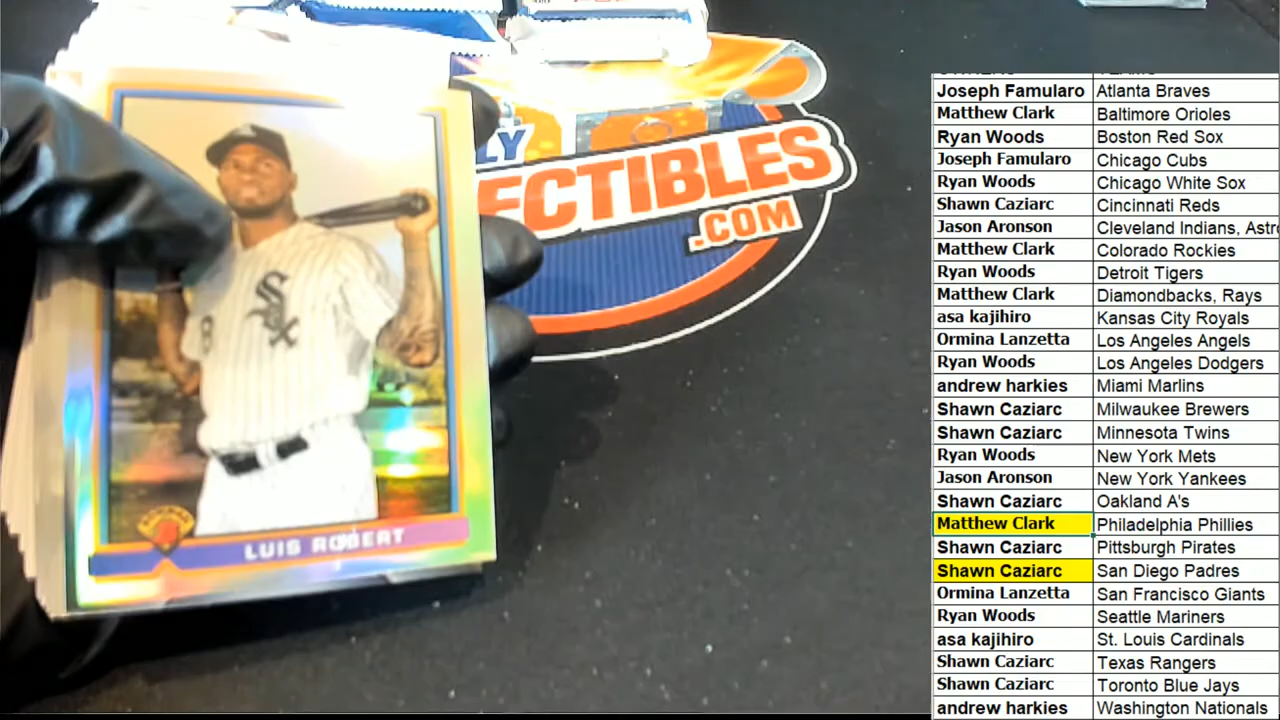 LY
ECTIBLES
.COM
Sox
LUIS ROBERT
Joseph Famularo Atlanta Braves
Matthew Clark Baltimore Orioles
Ryan Woods Boston Red Sox
Joseph Famularo Chicago Cubs
Ryan Woods Chicago White Sox
Shawn Caziarc Cincinnati Reds
Jason Aronson Cleveland Indians, Astr
Matthew Clark Colorado Rockies
Ryan Woods Detroit Tigers
Matthew Clark Diamondbacks, Rays
asa kajihiro Kansas City Royals
Ormina Lanzetta Los Angeles Angels
Ryan Woods Los Angeles Dodgers
andrew harkies Miami Marlins
Shawn Caziarc Milwaukee Brewers
Shawn Caziarc Minnesota Twins
Ryan Woods New York Mets
Jason Aronson New York Yankees
Shawn Caziarc Oakland A's
Matthew Clark Philadelphia Phillies
Shawn Caziarc Pittsburgh Pirates
Shawn Caziarc San Diego Padres
Ormina Lanzetta San Francisco Giants
Ryan Woods Seattle Mariners
asa kajihiro St. Louis Cardinals
Shawn Caziarc Texas Rangers
Shawn Caziarc Toronto Blue Jays
andrew harkies Washington Nationals